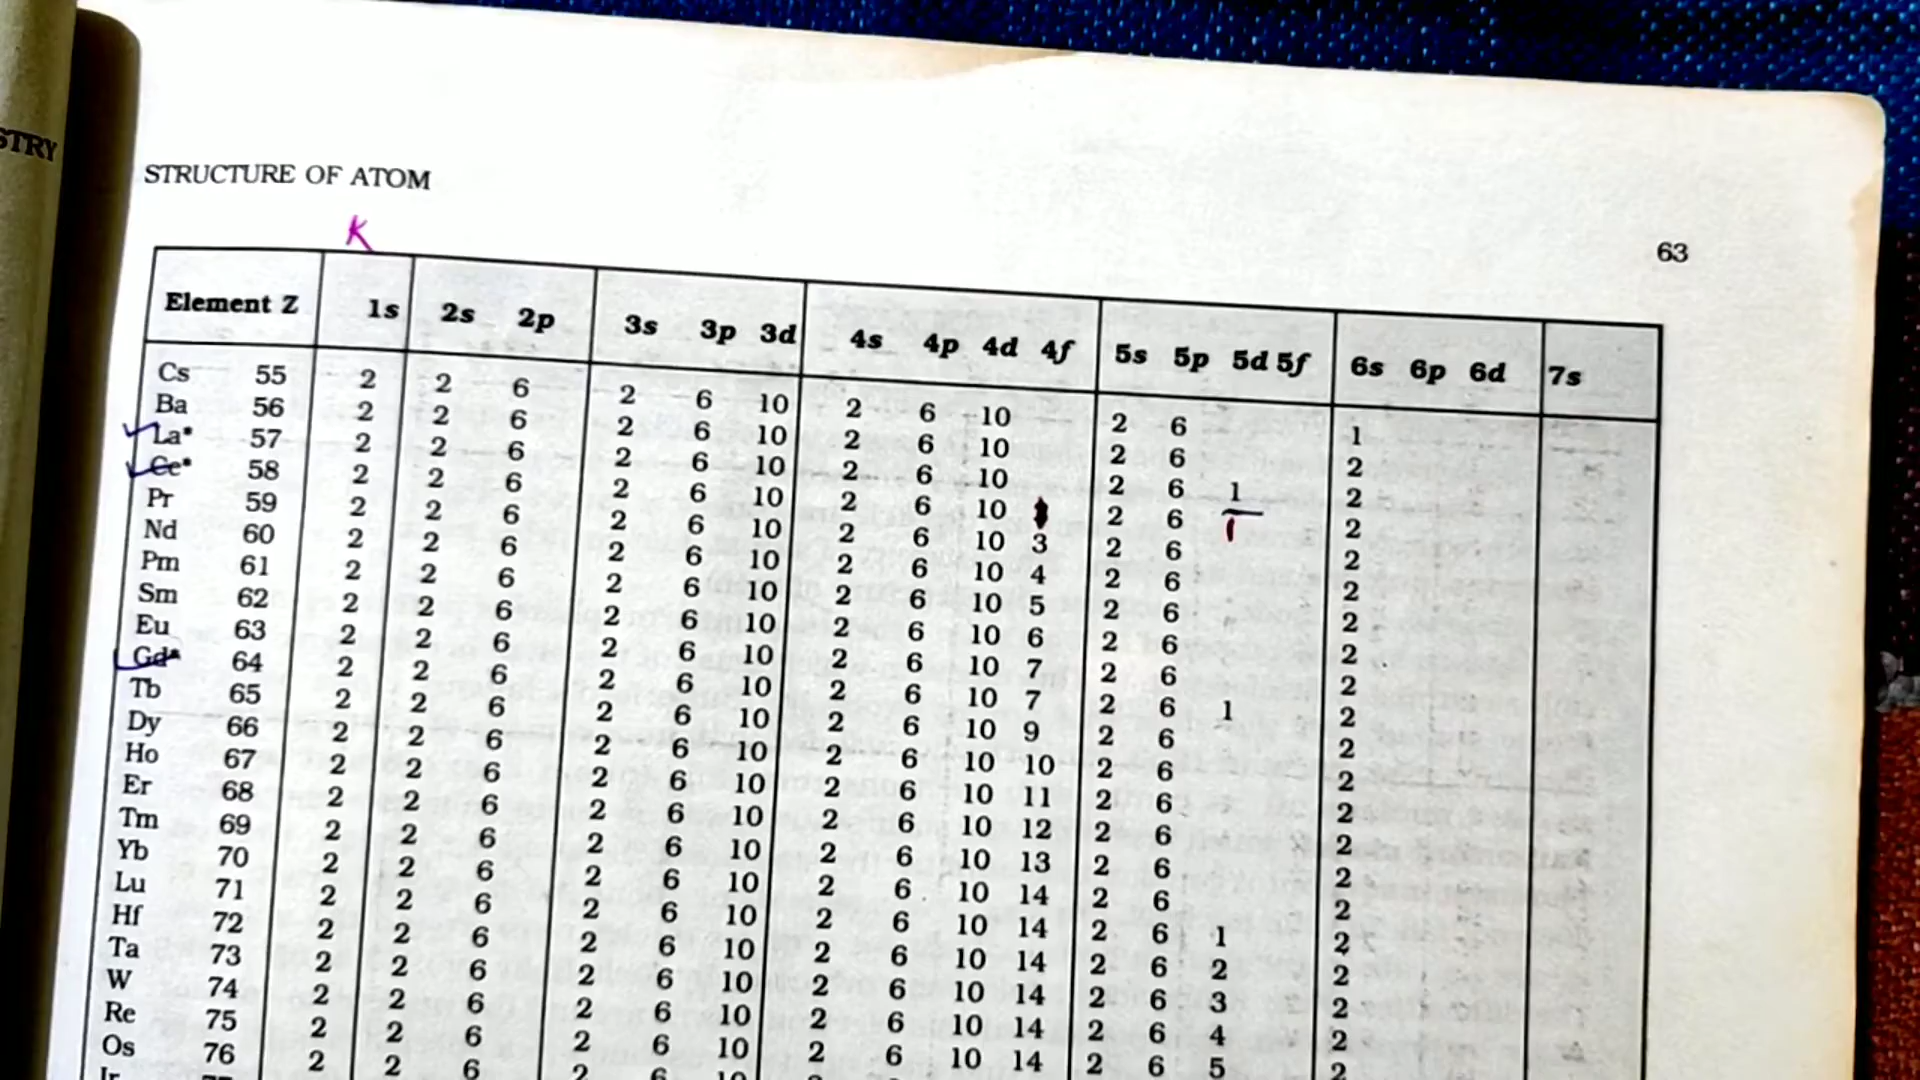 STRY
STRUCTURE OF ATOM
63
K
Element Z 1s 2s 2p 3s 3p 3d 4s 4p 4d 4f 5s 5p 5d 5f 6s 6p 6d 7s
Cs 55 2 2 6 2 6 10 2 6 10 2 6 1
Ba 56 2 2 6 2 6 10 2 6 10 2 6 2
La* 57 2 2 6 2 6 10 2 6 10 2 6 1 2
Ce* 58 2 2 6 2 6 10 2 6 10 2 6 1 2
Pr 59 2 2 6 2 6 10 2 6 10 3 2 6 2
Nd 60 2 2 6 2 6 10 2 6 10 4 2 6 2
Pm 61 2 2 6 2 6 10 2 6 10 5 2 6 2
Sm 62 2 2 6 2 6 10 2 6 10 6 2 6 2
Eu 63 2 2 6 2 6 10 2 6 10 7 2 6 2
Gd* 64 2 2 6 2 6 10 2 6 10 7 2 6 1 2
Tb 65 2 2 6 2 6 10 2 6 10 9 2 6 2
Dy 66 2 2 6 2 6 10 2 6 10 10 2 6 2
Ho 67 2 2 6 2 6 10 2 6 10 11 2 6 2
Er 68 2 2 6 2 6 10 2 6 10 12 2 6 2
Tm 69 2 2 6 2 6 10 2 6 10 13 2 6 2
Yb 70 2 2 6 2 6 10 2 6 10 14 2 6 2
Lu 71 2 2 6 2 6 10 2 6 10 14 2 6 1 2
Hf 72 2 2 6 2 6 10 2 6 10 14 2 6 2 2
Ta 73 2 2 6 2 6 10 2 6 10 14 2 6 3 2
W 74 2 2 6 2 6 10 2 6 10 14 2 6 4 2
Re 75 2 2 6 2 6 10 2 6 10 14 2 6 5 2
Os 76 2 2 6 2 6 10
Ir